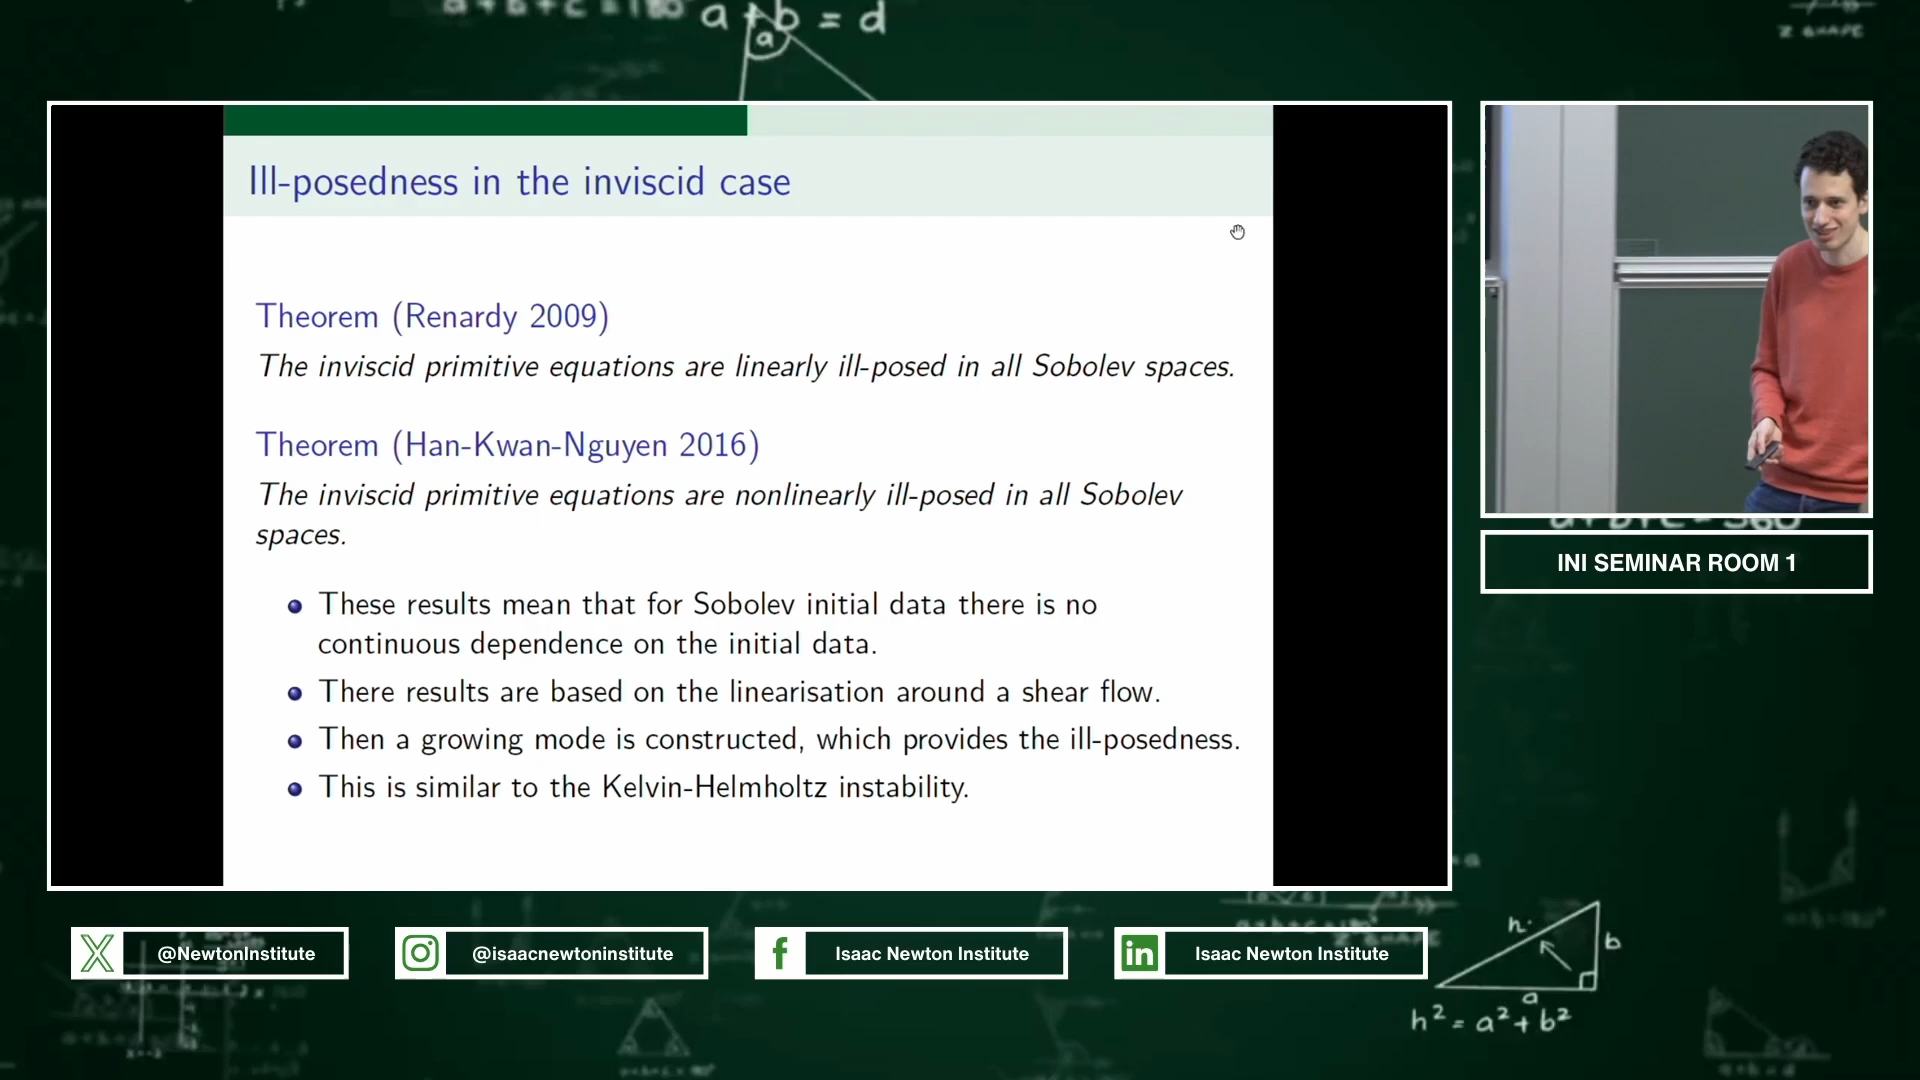 a + b = d
a
Z SHAPE
Ill-posedness in the inviscid case
Theorem (Renardy 2009)
The inviscid primitive equations are linearly ill-posed in all Sobolev spaces.
Theorem (Han-Kwan-Nguyen 2016)
The inviscid primitive equations are nonlinearly ill-posed in all Sobolev
spaces.
These results mean that for Sobolev initial data there is no
continuous dependence on the initial data.
There results are based on the linearisation around a shear flow.
Then a growing mode is constructed, which provides the ill-posedness.
This is similar to the Kelvin-Helmholtz instability.
INI SEMINAR ROOM 1
@NewtonInstitute
@isaacnewtoninstitute
f
Isaac Newton Institute
in
Isaac Newton Institute
h
b
a
h² = a² + b²